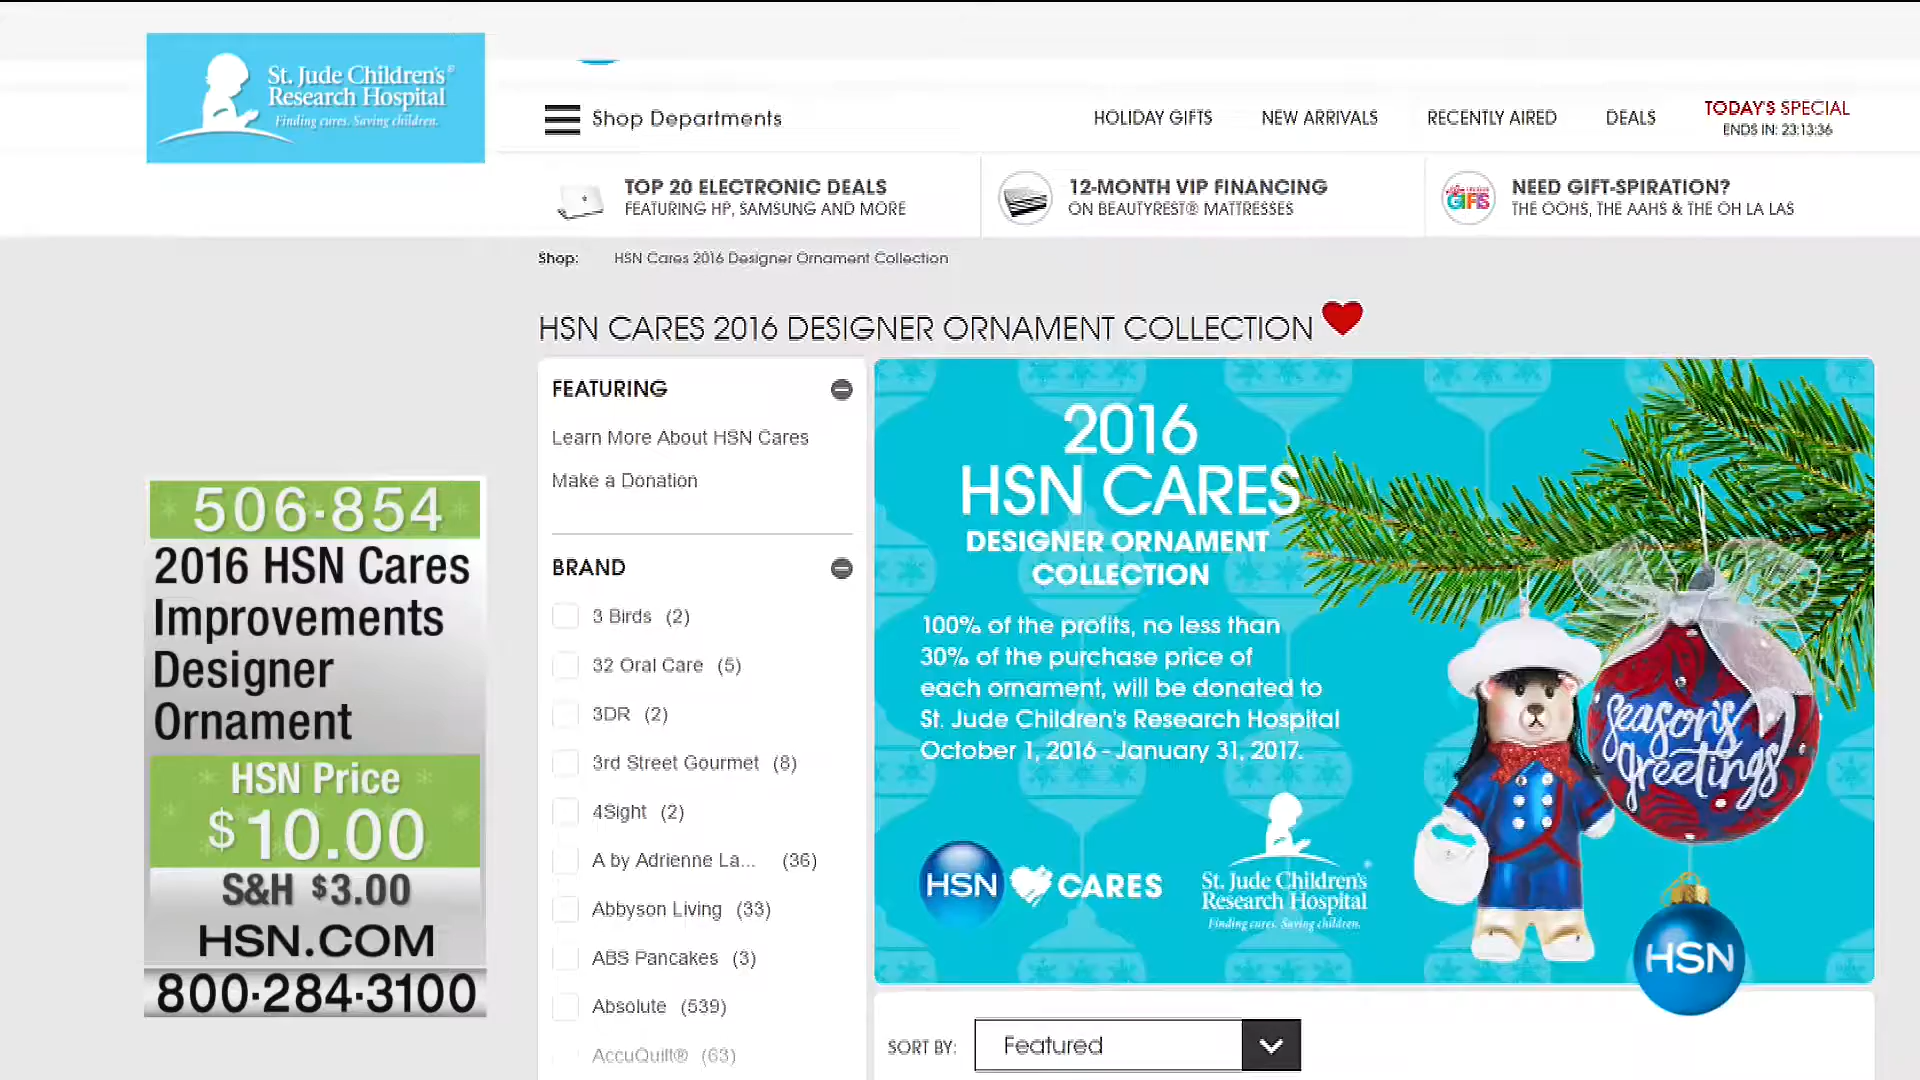 St. Jude Children's®
Research Hospital
Finding cures. Saving children.
Shop Departments
HOLIDAY GIFTS
NEW ARRIVALS
RECENTLY AIRED
DEALS
TODAY'S SPECIAL
ENDS IN: 23:13:36
TOP 20 ELECTRONIC DEALS
FEATURING HP, SAMSUNG AND MORE
12-MONTH VIP FINANCING
ON BEAUTYREST® MATTRESSES
GIFS
NEED GIFT-SPIRATION?
THE OOHS, THE AAHS & THE OH LA LAS
Shop: HSN Cares 2016 Designer Ornament Collection
HSN CARES 2016 DESIGNER ORNAMENT COLLECTION
506·854
2016 HSN Cares
Improvements
Designer
Ornament
HSN Price
$10.00
S&H $3.00
HSN.COM
800·284·3100
FEATURING
Learn More About HSN Cares
Make a Donation
BRAND
3 Birds (2)
32 Oral Care (5)
3DR (2)
3rd Street Gourmet (8)
4Sight (2)
A by Adrienne La... (36)
Abbyson Living (33)
ABS Pancakes (3)
Absolute (539)
AccuQuilt® (63)
2016
HSN CARES
DESIGNER ORNAMENT
COLLECTION
100% of the profits, no less than
30% of the purchase price of
each ornament, will be donated to
St. Jude Children's Research Hospital
October 1, 2016 - January 31, 2017.
HSN CARES
St. Jude Children's
Research Hospital
Finding cures. Saving children.
Season's
Greetings
HSN
SORT BY: Featured